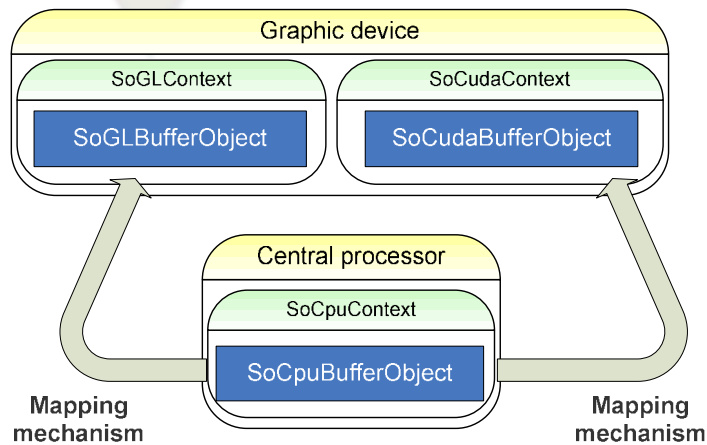 Graphic device
SoGLContext
SoCudaContext
SoGLBufferObject
SoCudaBufferObject
Central processor
SoCpuContext
SoCpuBufferObject
Mapping
mechanism
Mapping
mechanism